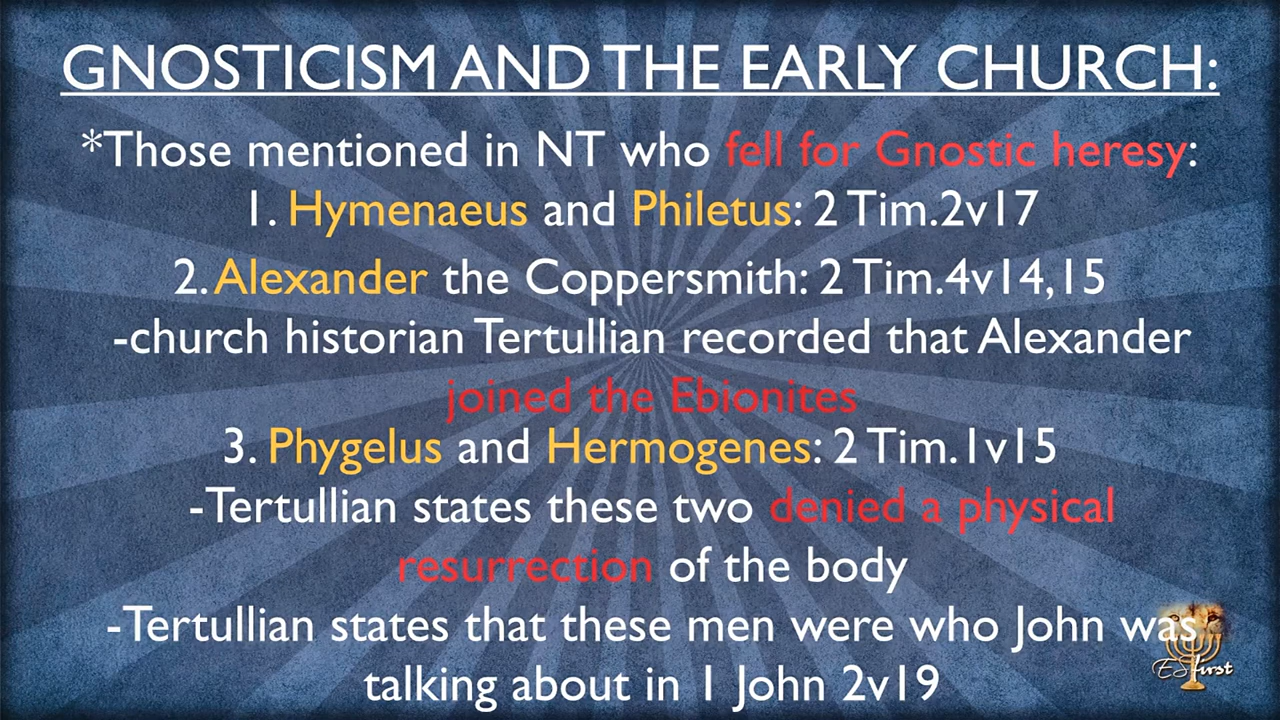 GNOSTICISM AND THE EARLY CHURCH:
*Those mentioned in NT who fell for Gnostic heresy:
1. Hymenaeus and Philetus: 2 Tim.2v17
2. Alexander the Coppersmith: 2 Tim.4v14,15
-church historian Tertullian recorded that Alexander
joined the Ebionites
3. Phygelus and Hermogenes: 2 Tim.1v15
-Tertullian states these two denied a physical
resurrection of the body
-Tertullian states that these men were who John was
talking about in 1 John 2v19
first